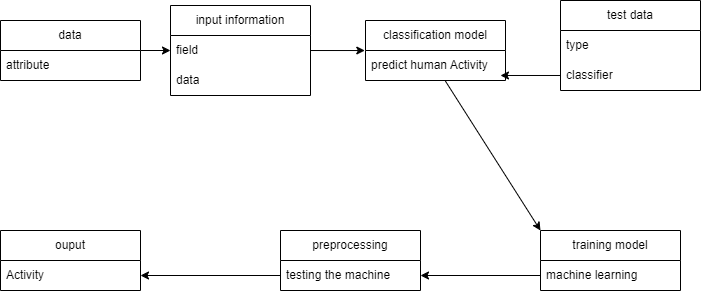 data
attribute
input information
field
data
classification model
predict human Activity
test data
type
classifier
ouput
Activity
preprocessing
testing the machine
training model
machine learning